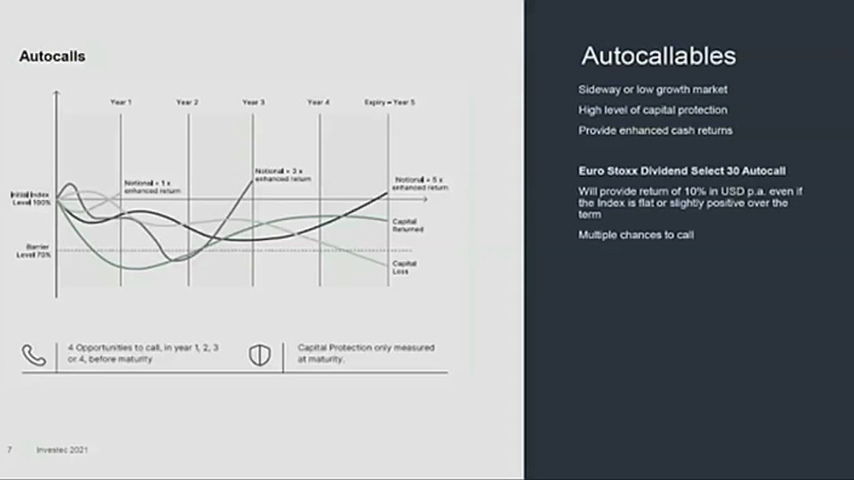 Autocalls
Year 1
Year 2
Year 3
Year 4
Expiry – Year 5
Initial Index
Level 100%
Barrier
Level 70%
Notional + 1 x
enhanced return
Notional + 3 x
enhanced return
Notional + 5 x
enhanced return
Capital
Returned
Capital
Loss
4 Opportunities to call, in year 1, 2, 3
or 4, before maturity
Capital Protection only measured
at maturity.
7
Investec 2021
Autocallables
Sideway or low growth market
High level of capital protection
Provide enhanced cash returns
Euro Stoxx Dividend Select 30 Autocall
Will provide return of 10% in USD p.a. even if
the Index is flat or slightly positive over the
term
Multiple chances to call